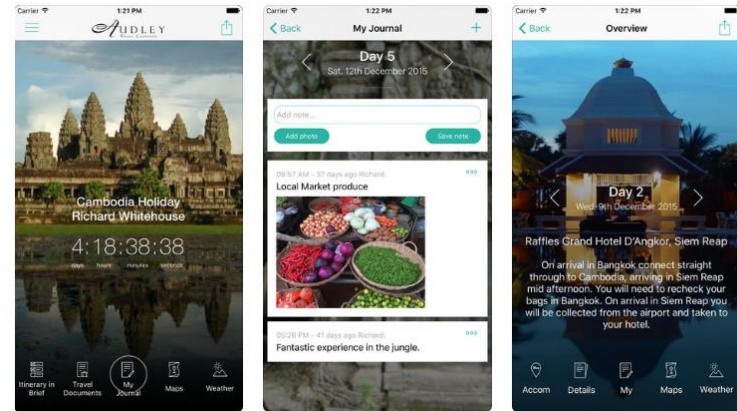 Carrier 1:21 PM
AUDLEY
Cambodia Holiday
Richard Whitehouse
4:18:38:38
days hours minutes seconds
Itinerary in Brief
Travel Documents
My Journal
Maps
Weather
Carrier 1:22 PM
Back My Journal +
Day 5
Sat. 12th December 2015
Add note...
Add photo Save note
09:57 AM - 37 days ago Richard:
Local Market produce
05:26 PM - 41 days ago Richard:
Fantastic experience in the jungle.
Carrier 1:22 PM
Back Overview
Day 2
Wed. 9th December 2015
Raffles Grand Hotel D'Angkor, Siem Reap
On arrival in Bangkok connect straight
through to Cambodia, arriving in Siem Reap
mid afternoon. You will need to recheck your
bags in Bangkok. On arrival in Siem Reap you
will be collected from the airport and taken to
your hotel.
Accom Details My Maps Weather